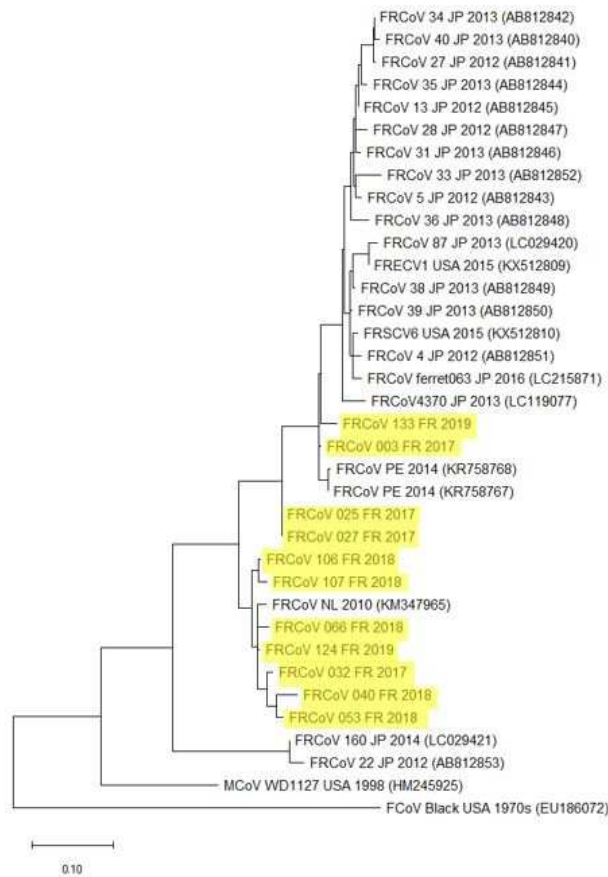 FRCoV 34 JP 2013 (AB812842)
FRCoV 40 JP 2013 (AB812840)
FRCoV 27 JP 2012 (AB812841)
FRCoV 35 JP 2013 (AB812844)
FRCoV 13 JP 2012 (AB812845)
FRCoV 28 JP 2012 (AB812847)
FRCoV 31 JP 2013 (AB812846)
FRCoV 33 JP 2013 (AB812852)
FRCoV 5 JP 2012 (AB812843)
FRCoV 36 JP 2013 (AB812848)
FRCoV 87 JP 2013 (LC029420)
FRECV1 USA 2015 (KX512809)
FRCoV 38 JP 2013 (AB812849)
FRCoV 39 JP 2013 (AB812850)
FRSCV6 USA 2015 (KX512810)
FRCoV 4 JP 2012 (AB812851)
FRCoV ferret063 JP 2016 (LC215871)
FRCoV4370 JP 2013 (LC119077)
FRCoV 133 FR 2019
FRCoV 003 FR 2017
FRCoV PE 2014 (KR758768)
FRCoV PE 2014 (KR758767)
FRCoV 025 FR 2017
FRCoV 027 FR 2017
FRCoV 106 FR 2018
FRCoV 107 FR 2018
FRCoV NL 2010 (KM347965)
FRCoV 066 FR 2018
FRCoV 124 FR 2019
FRCoV 032 FR 2017
FRCoV 040 FR 2018
FRCoV 053 FR 2018
FRCoV 160 JP 2014 (LC029421)
FRCoV 22 JP 2012 (AB812853)
MCoV WD1127 USA 1998 (HM245925)
FCoV Black USA 1970s (EU186072)
0.10